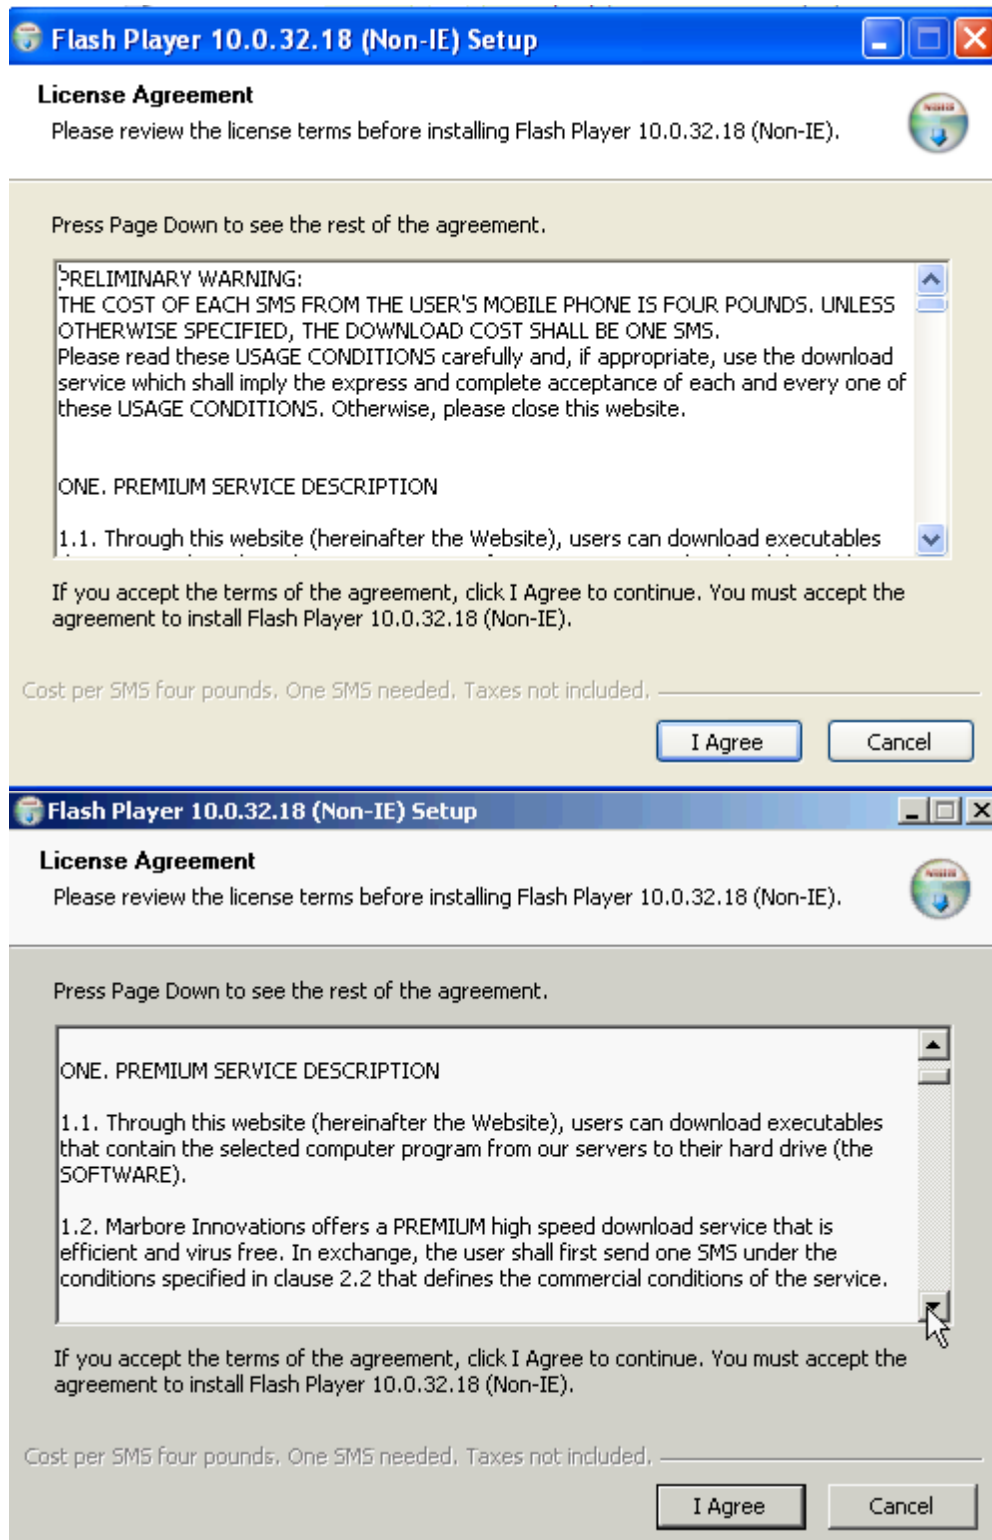 Flash Player 10.0.32.18 (Non-IE) Setup
License Agreement
Please review the license terms before installing Flash Player 10.0.32.18 (Non-IE).
Press Page Down to see the rest of the agreement.
PRELIMINARY WARNING:
THE COST OF EACH SMS FROM THE USER'S MOBILE PHONE IS FOUR POUNDS. UNLESS
OTHERWISE SPECIFIED, THE DOWNLOAD COST SHALL BE ONE SMS.
Please read these USAGE CONDITIONS carefully and, if appropriate, use the download
service which shall imply the express and complete acceptance of each and every one of
these USAGE CONDITIONS. Otherwise, please close this website.
ONE. PREMIUM SERVICE DESCRIPTION
1.1. Through this website (hereinafter the Website), users can download executables
If you accept the terms of the agreement, click I Agree to continue. You must accept the
agreement to install Flash Player 10.0.32.18 (Non-IE).
Cost per SMS four pounds. One SMS needed. Taxes not included.
I Agree
Cancel
Flash Player 10.0.32.18 (Non-IE) Setup
License Agreement
Please review the license terms before installing Flash Player 10.0.32.18 (Non-IE).
Press Page Down to see the rest of the agreement.
ONE. PREMIUM SERVICE DESCRIPTION
1.1. Through this website (hereinafter the Website), users can download executables
that contain the selected computer program from our servers to their hard drive (the
SOFTWARE).
1.2. Marbore Innovations offers a PREMIUM high speed download service that is
efficient and virus free. In exchange, the user shall first send one SMS under the
conditions specified in clause 2.2 that defines the commercial conditions of the service.
If you accept the terms of the agreement, click I Agree to continue. You must accept the
agreement to install Flash Player 10.0.32.18 (Non-IE).
Cost per SMS four pounds. One SMS needed. Taxes not included.
I Agree
Cancel